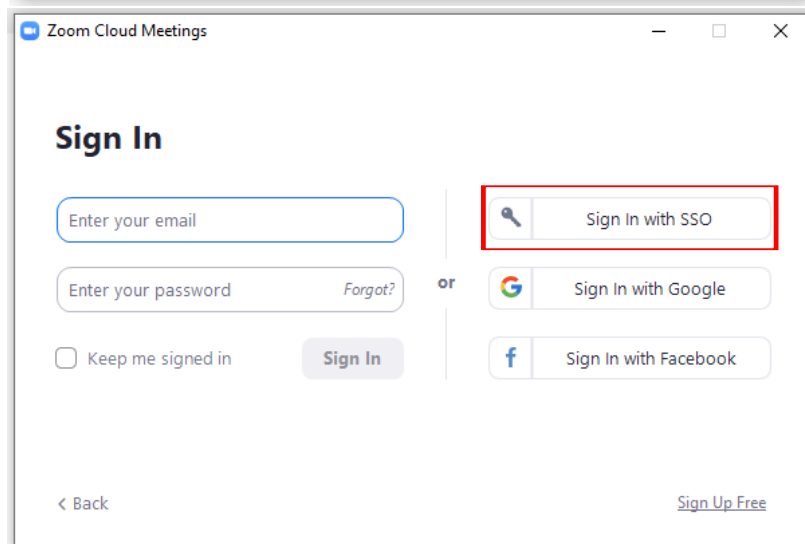 Zoom Cloud Meetings
Sign In
Enter your email
Enter your password
Forgot?
Keep me signed in
Sign In
or
Sign In with SSO
Sign In with Google
Sign In with Facebook
Back
Sign Up Free